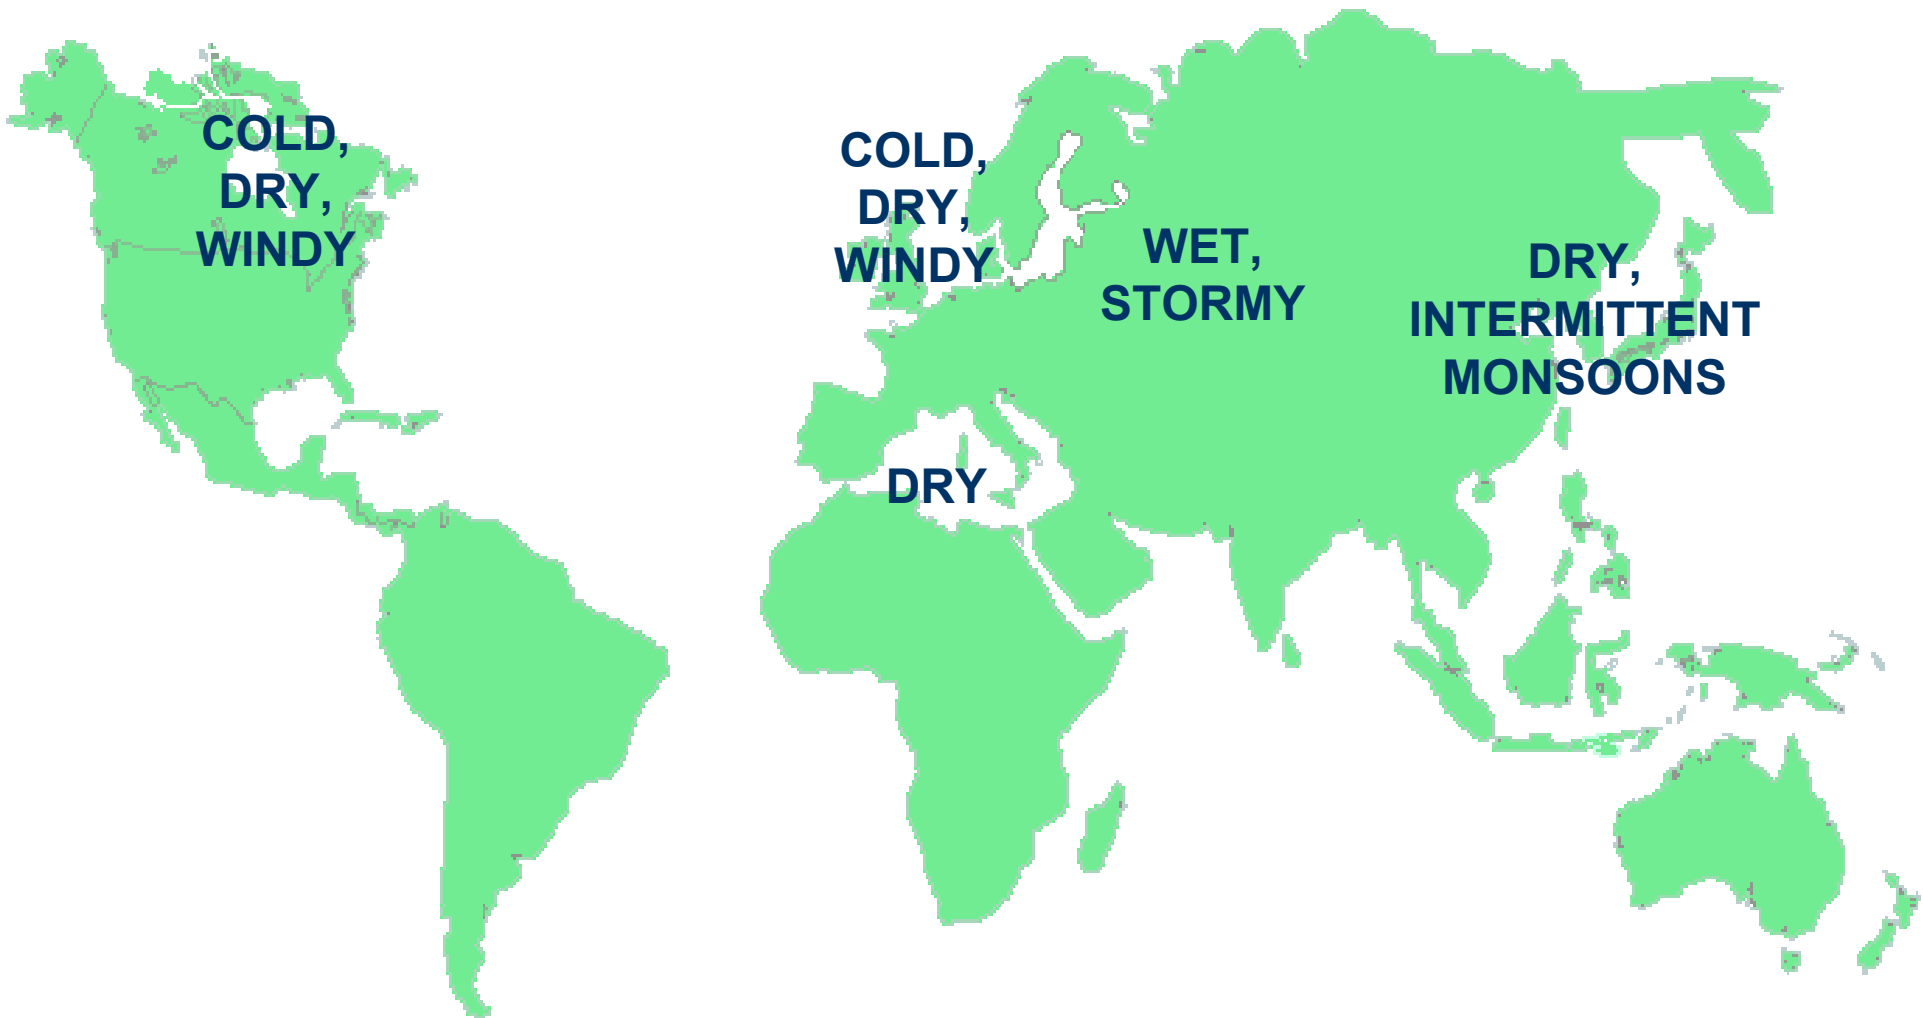 COLD,
DRY,
WINDY
COLD,
DRY,
WINDY
WET,
STORMY
DRY,
INTERMITTENT
MONSOONS
DRY